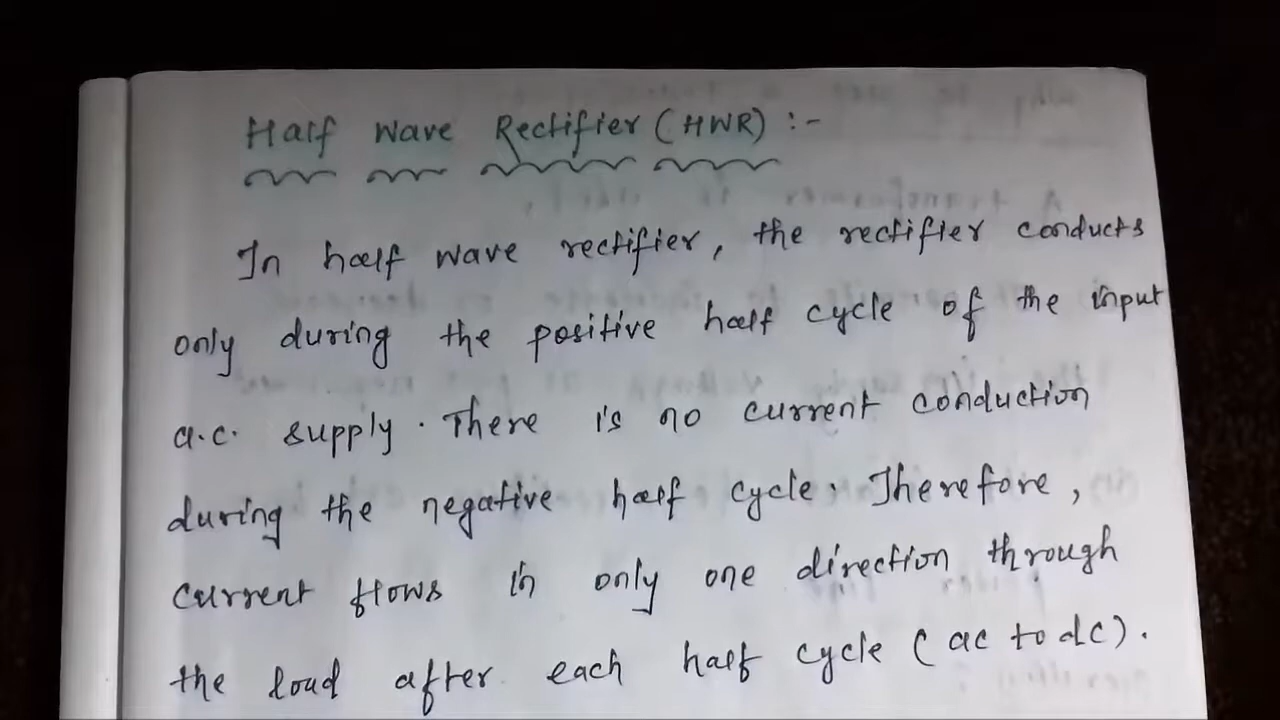 Half Wave Rectifier (HWR) :-
In half wave rectifier, the rectifier conducts
only during the positive half cycle of the input
a.c. supply. There is no current conduction
during the negative half cycle. Therefore,
current flows in only one direction through
the load after each half cycle (ac to dc).